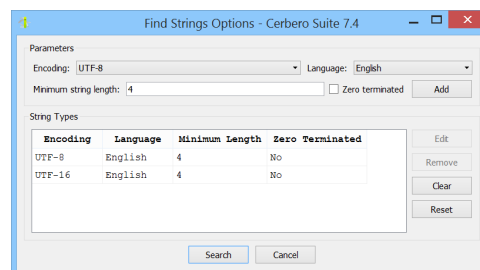 Find Strings Options - Cerbero Suite 7.4
Parameters
Encoding: UTF-8 Language: English
Minimum string length: 4 Zero terminated Add
String Types
Encoding Language Minimum Length Zero Terminated Edit
UTF-8 English 4 No Remove
UTF-16 English 4 No
Clear
Reset
Search Cancel